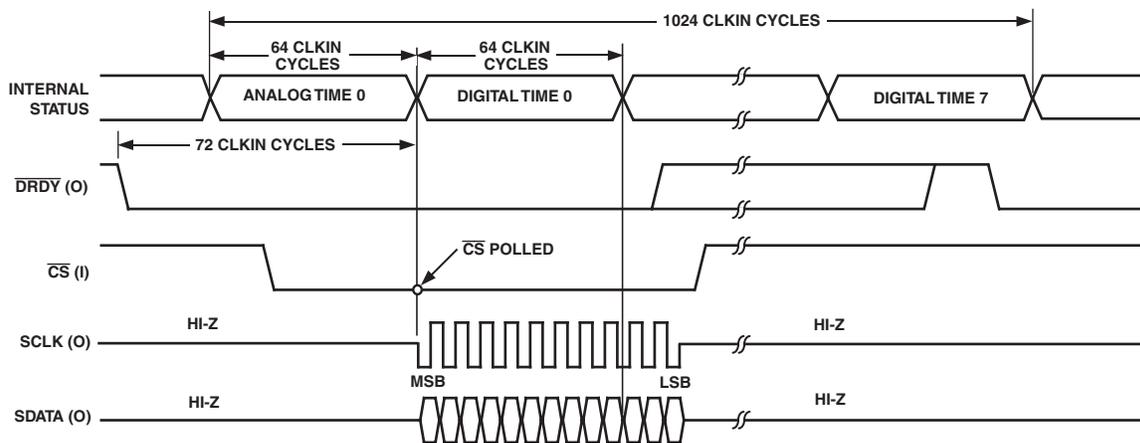 1024 CLKIN CYCLES
64 CLKIN
CYCLES
64 CLKIN
CYCLES
INTERNAL
STATUS
ANALOG TIME 0
DIGITAL TIME 0
DIGITAL TIME 7
72 CLKIN CYCLES
DRDY (O)
CS (I)
CS POLLED
SCLK (O)
HI-Z
HI-Z
MSB
LSB
SDATA (O)
HI-Z
HI-Z